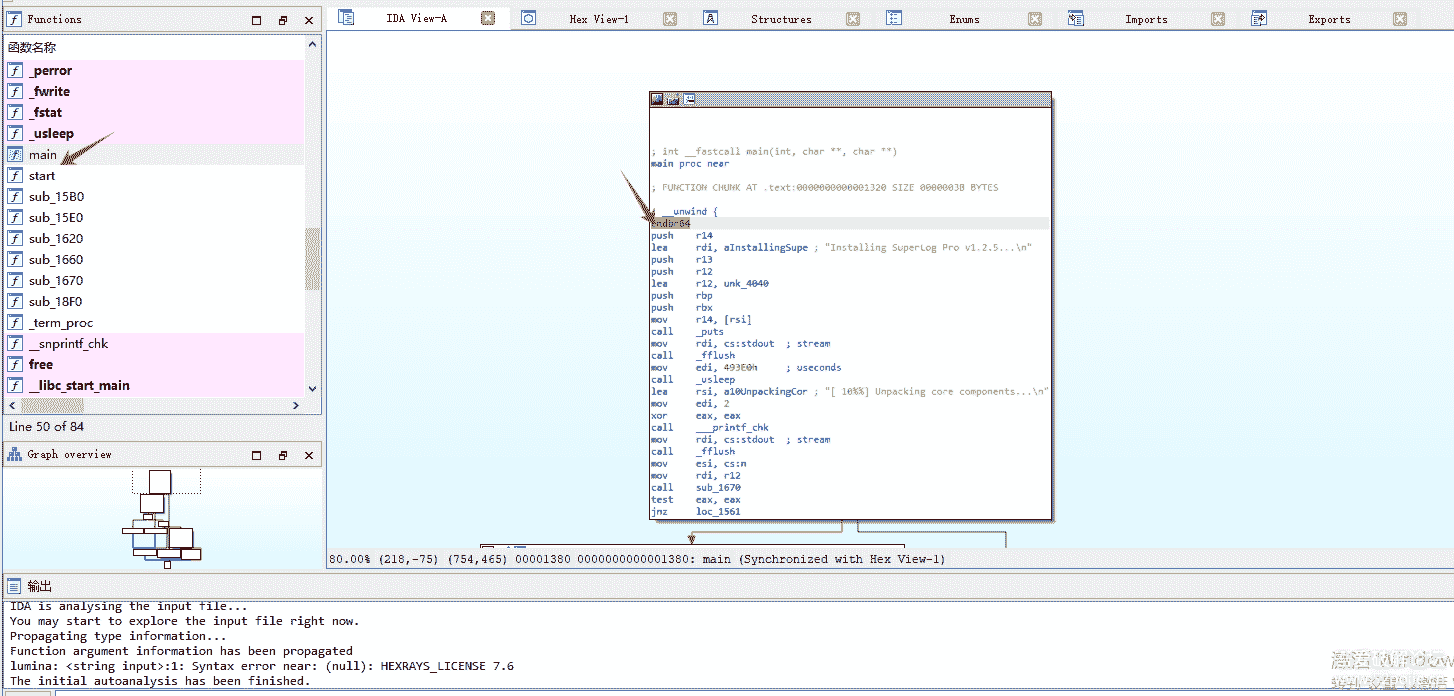 Functions
函数名称
_perror
_fwrite
_fstat
_usleep
main
start
sub_15B0
sub_15E0
sub_1620
sub_1660
sub_1670
sub_18F0
_term_proc
__snprintf_chk
free
__libc_start_main
Line 50 of 84
Graph overview
IDA View-A
Hex View-1
Structures
Enums
Imports
Exports
; int __fastcall main(int, char **, char **)
main proc near
; FUNCTION CHUNK AT .text:0000000000001320 SIZE 0000003B BYTES
__unwind {
endbr64
push r14
lea rdi, aInstallingSupe ; "Installing SuperLog Pro v1.2.5...\n"
push r13
push r12
lea r12, unk_4040
push rbp
push rbx
mov r14, [rsi]
call _puts
mov rdi, cs:stdout ; stream
call _fflush
mov edi, 493E0h ; useconds
call _usleep
lea rsi, a10UnpackingCor ; "[ 10%%] Unpacking core components...\n"
mov edi, 2
xor eax, eax
call ___printf_chk
mov rdi, cs:stdout ; stream
call _fflush
mov esi, cs:n
mov rdi, r12
call sub_1670
test eax, eax
jnz loc_1561
80.00% (218,-75) (754,465) 00001380 0000000000001380: main (Synchronized with Hex View-1)
输出
IDA is analysing the input file...
You may start to explore the input file right now.
Propagating type information...
Function argument information has been propagated
lumina: <string input>:1: Syntax error near: (null): HEXRAYS_LICENSE 7.6
The initial autoanalysis has been finished.
激活 Windows